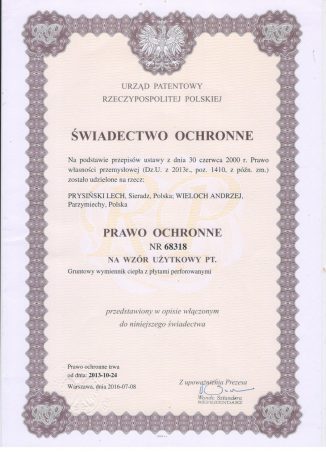 URZĄD PATENTOWY
RZECZYPOSPOLITEJ POLSKIEJ
ŚWIADECTWO OCHRONNE
Na podstawie przepisów ustawy z dnia 30 czerwca 2000 r. Prawo
własności przemysłowej (Dz.U. z 2013r., poz. 1410, z późn. zm.)
zostało udzielone na rzecz:
PRYSIŃSKI LECH, Sieradz, Polska; WIELOCH ANDRZEJ,
Parzymiechy, Polska
PRAWO OCHRONNE
NR 68318
NA WZÓR UŻYTKOWY PT.
Gruntowy wymiennik ciepła z płytami perforowanymi
przedstawiony w opisie włączonym
do niniejszego świadectwa
Prawo ochronne trwa
od dnia: 2013-10-24
Warszawa, dnia 2016-07-08
Z upoważnienia Prezesa